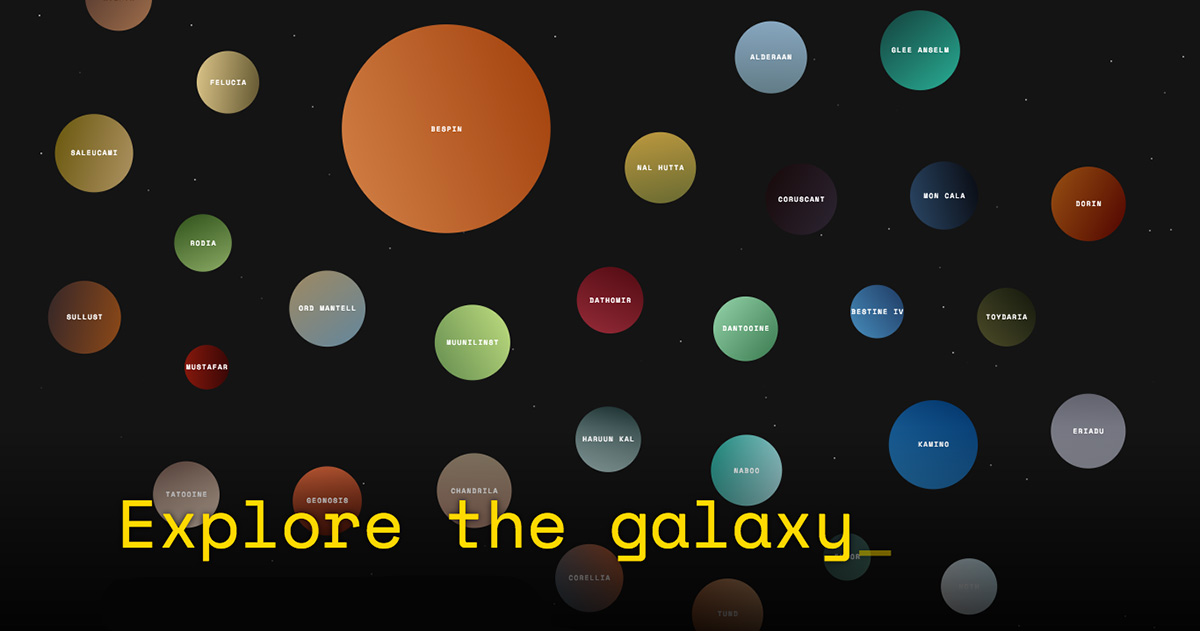 ALDERAAN
GLEE ANSELM
FELUCIA
BESPIN
SALEUCAMI
NAL HUTTA
CORUSCANT
MON CALA
DORIN
RODIA
SULLUST
ORD MANTELL
DATHOMIR
BESTINE IV
TOYDARIA
MUUNILINST
DANTOOINE
MUSTAFAR
HARUUN KAL
KAMINO
ERIADU
NABOO
TATOOINE
GEONOSIS
CHANDRILA
Explore the galaxy_
CORELLIA
TUND